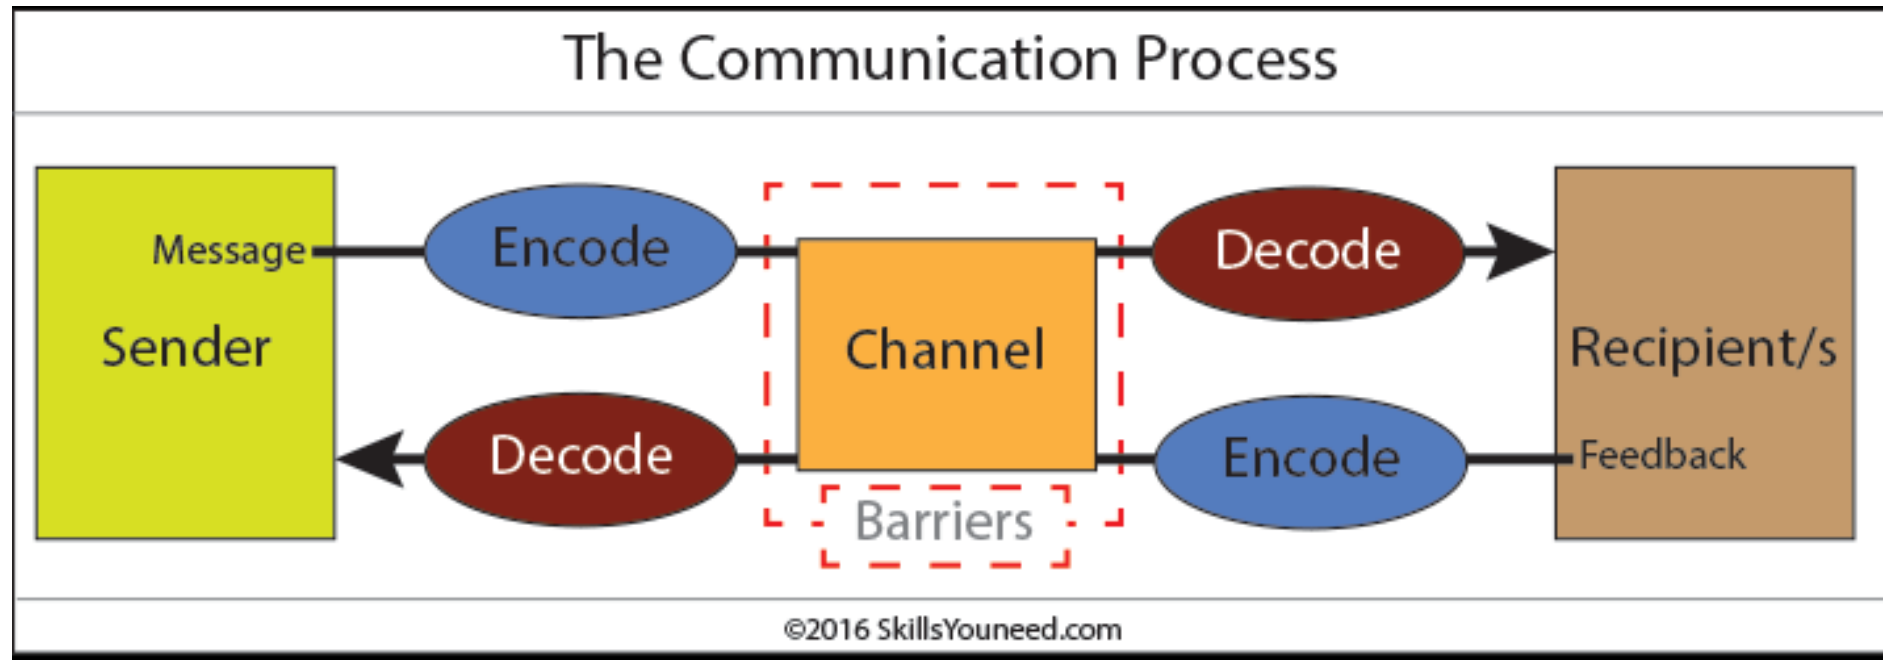 The Communication Process
Message
Encode
Decode
Sender
Channel
Recipient/s
Decode
Encode
Feedback
Barriers
©2016 SkillsYouneed.com